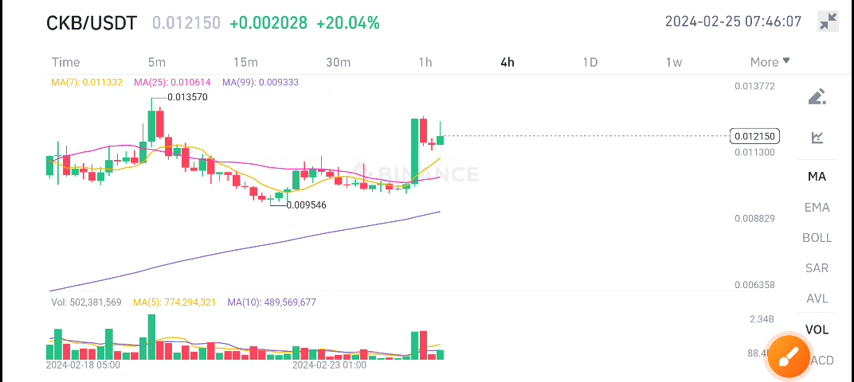 CKB/USDT 0.012150 +0.002028 +20.04% 2024-02-25 07:46:07
Time 5m 15m 30m 1h 4h 1D 1w More
MA(7): 0.011332 MA(25): 0.010614 MA(99): 0.009333
0.013772
0.013570
0.012150
0.011300
MA
BINANCE
0.009546
EMA
0.008829
BOLL
SAR
0.006358
AVL
Vol: 502,381,569 MA(5): 774,294,321 MA(10): 489,569,677
2.34B
VOL
88.4
ACD
2024-02-18 05:00 2024-02-23 01:00